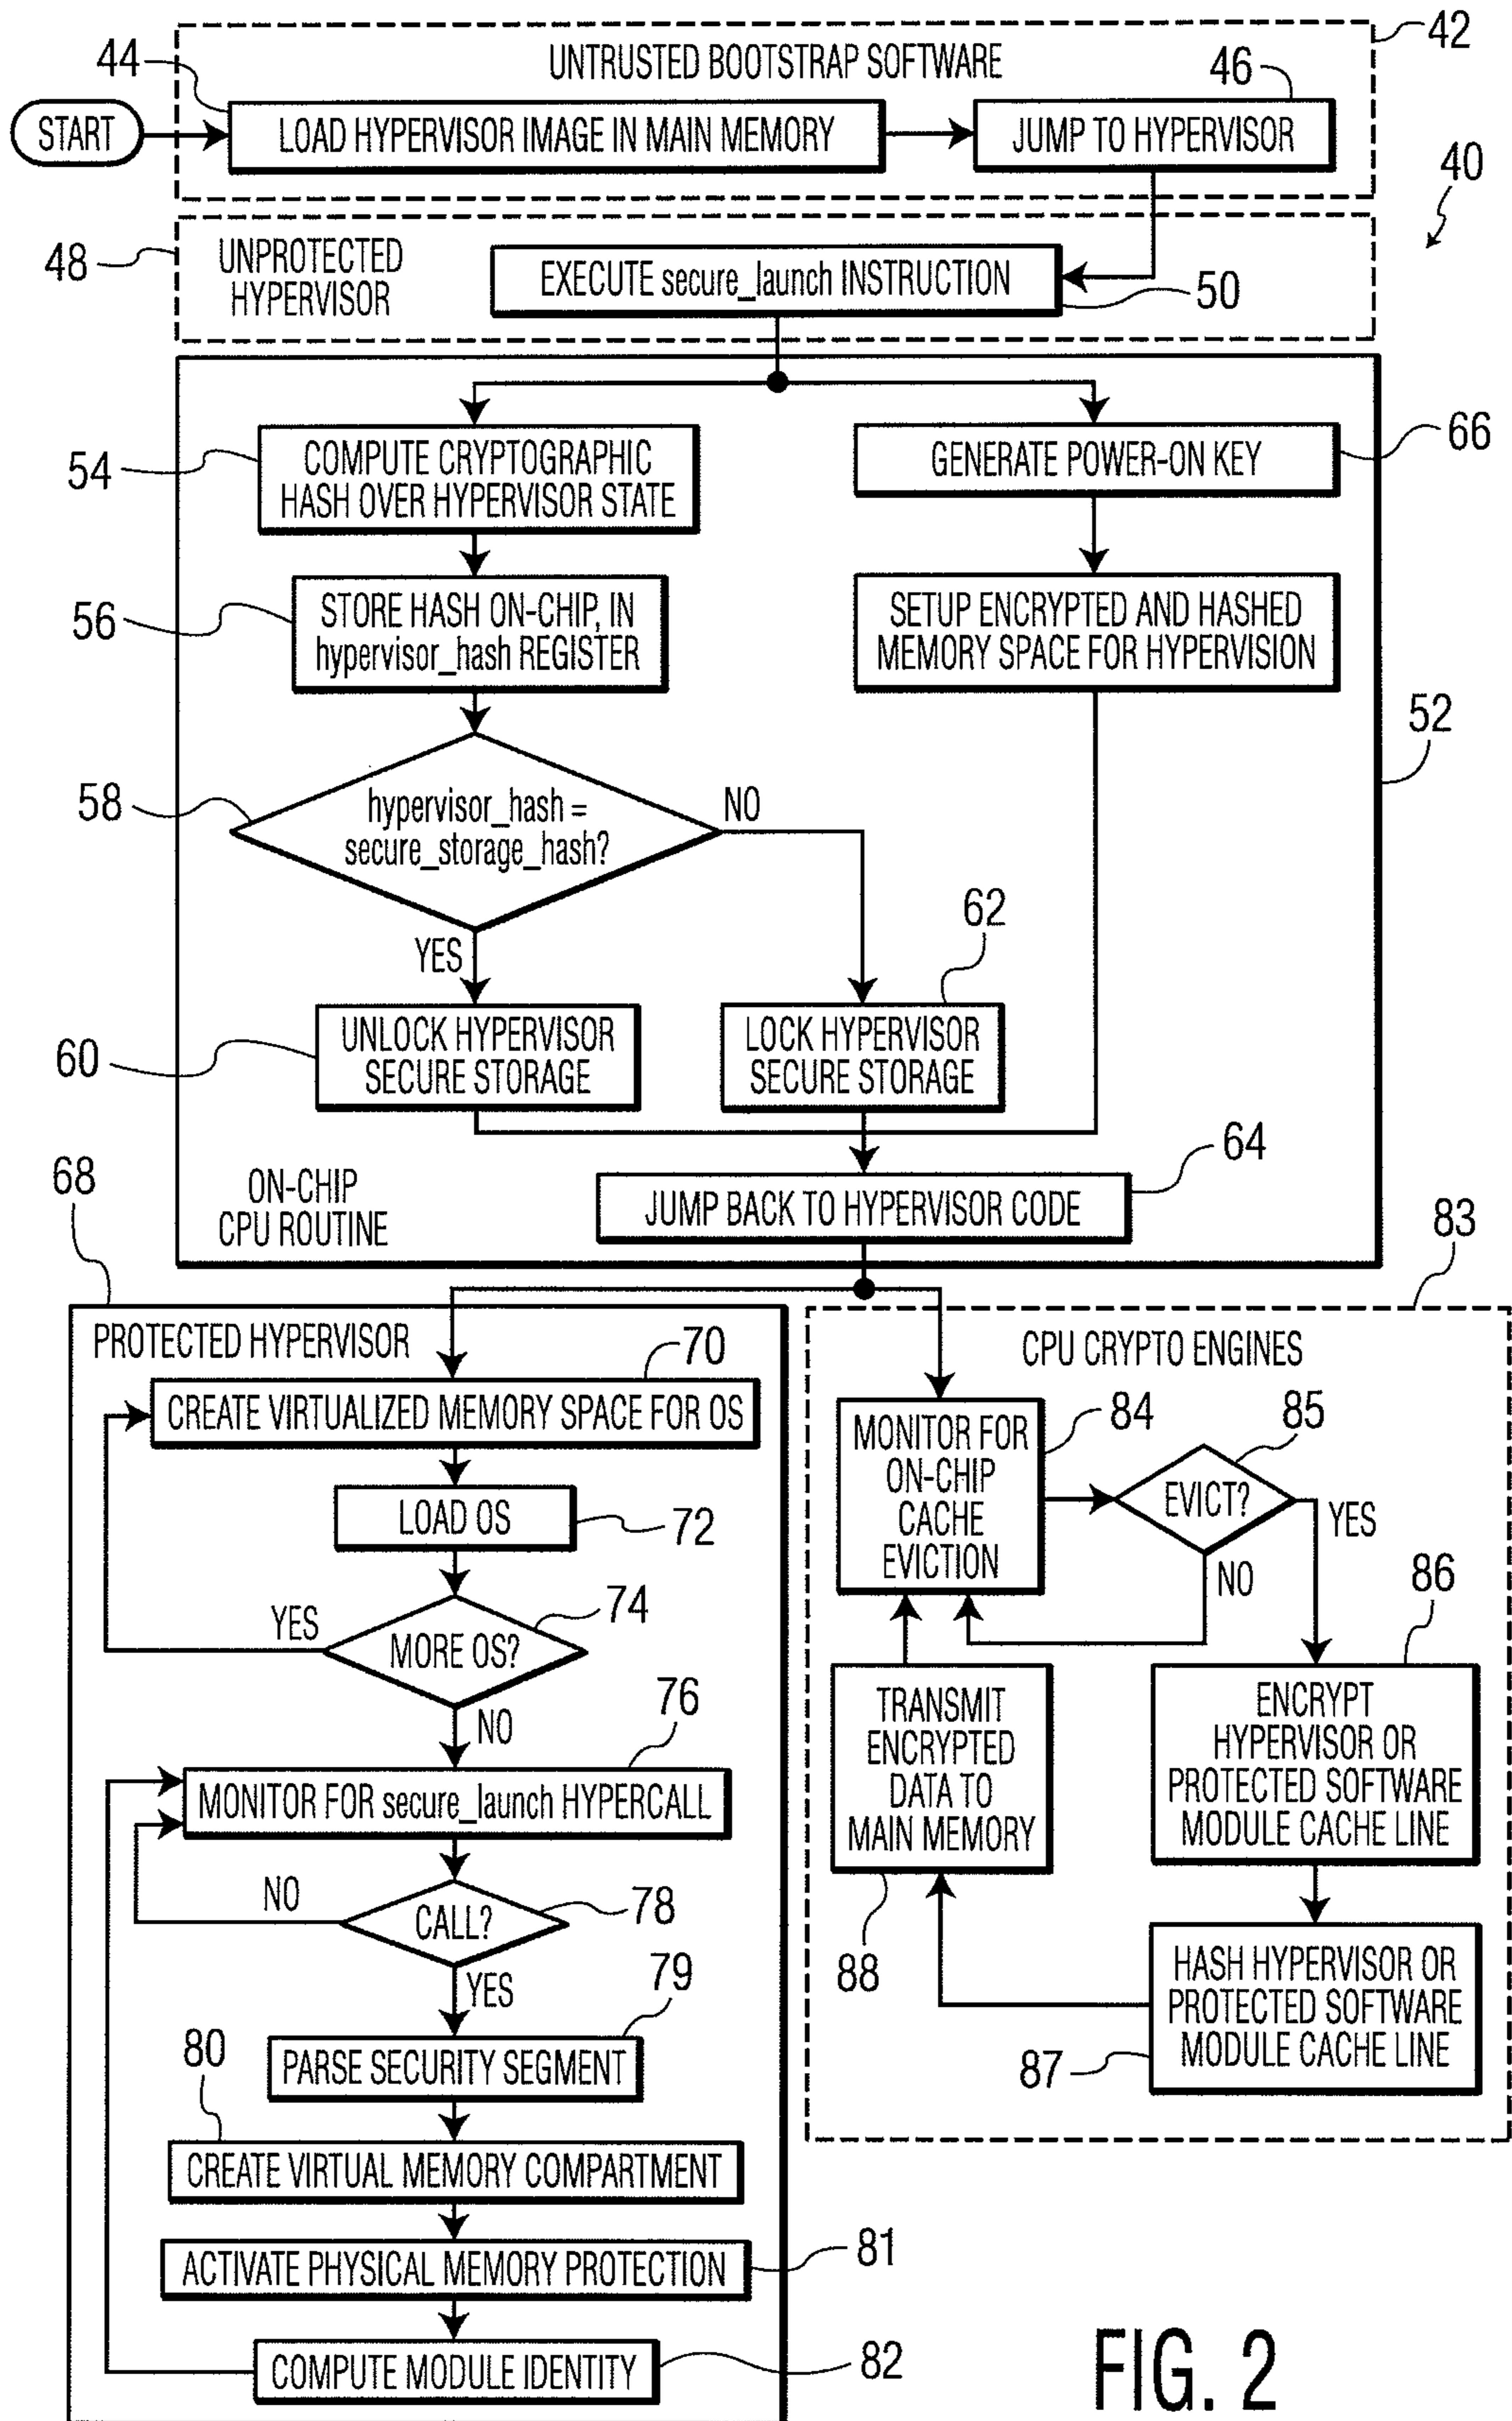 42
UNTRUSTED BOOTSTRAP SOFTWARE
44
46
START
LOAD HYPERVISOR IMAGE IN MAIN MEMORY
JUMP TO HYPERVISOR
40
48
UNPROTECTED
HYPERVISOR
EXECUTE secure_launch INSTRUCTION
50
54
COMPUTE CRYPTOGRAPHIC
HASH OVER HYPERVISOR STATE
GENERATE POWER-ON KEY
66
56
STORE HASH ON-CHIP, IN
hypervisor_hash REGISTER
SETUP ENCRYPTED AND HASHED
MEMORY SPACE FOR HYPERVISION
52
58
hypervisor_hash =
secure_storage_hash?
NO
YES
62
60
UNLOCK HYPERVISOR
SECURE STORAGE
LOCK HYPERVISOR
SECURE STORAGE
64
68
ON-CHIP
CPU ROUTINE
JUMP BACK TO HYPERVISOR CODE
83
PROTECTED HYPERVISOR
70
CREATE VIRTUALIZED MEMORY SPACE FOR OS
LOAD OS
72
74
YES
MORE OS?
NO
76
MONITOR FOR secure_launch HYPERCALL
NO
CALL?
78
YES
79
80
PARSE SECURITY SEGMENT
CREATE VIRTUAL MEMORY COMPARTMENT
ACTIVATE PHYSICAL MEMORY PROTECTION
81
COMPUTE MODULE IDENTITY
82
CPU CRYPTO ENGINES
84
85
MONITOR FOR
ON-CHIP
CACHE
EVICTION
EVICT?
YES
NO
86
ENCRYPT
HYPERVISOR OR
PROTECTED SOFTWARE
MODULE CACHE LINE
TRANSMIT
ENCRYPTED
DATA TO
MAIN MEMORY
88
HASH HYPERVISOR OR
PROTECTED SOFTWARE
MODULE CACHE LINE
87
FIG. 2